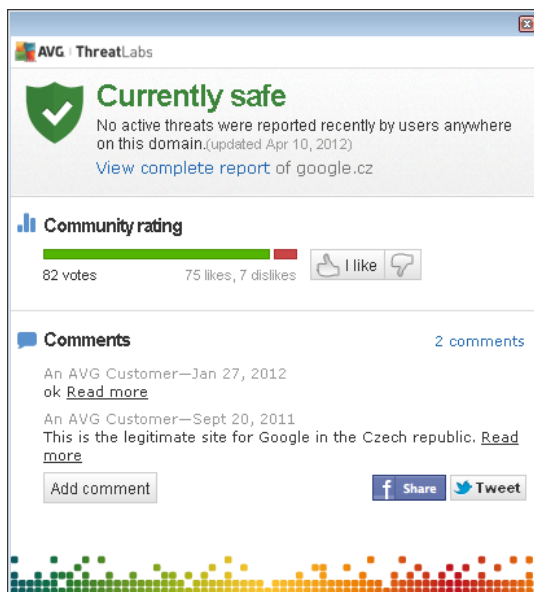 AVG ThreatLabs
Currently safe
No active threats were reported recently by users anywhere
on this domain.(updated Apr 10, 2012)
View complete report of google.cz
Community rating
82 votes 75 likes, 7 dislikes I like
Comments 2 comments
An AVG Customer—Jan 27, 2012
ok Read more
An AVG Customer—Sept 20, 2011
This is the legitimate site for Google in the Czech republic. Read
more
Add comment f Share Tweet